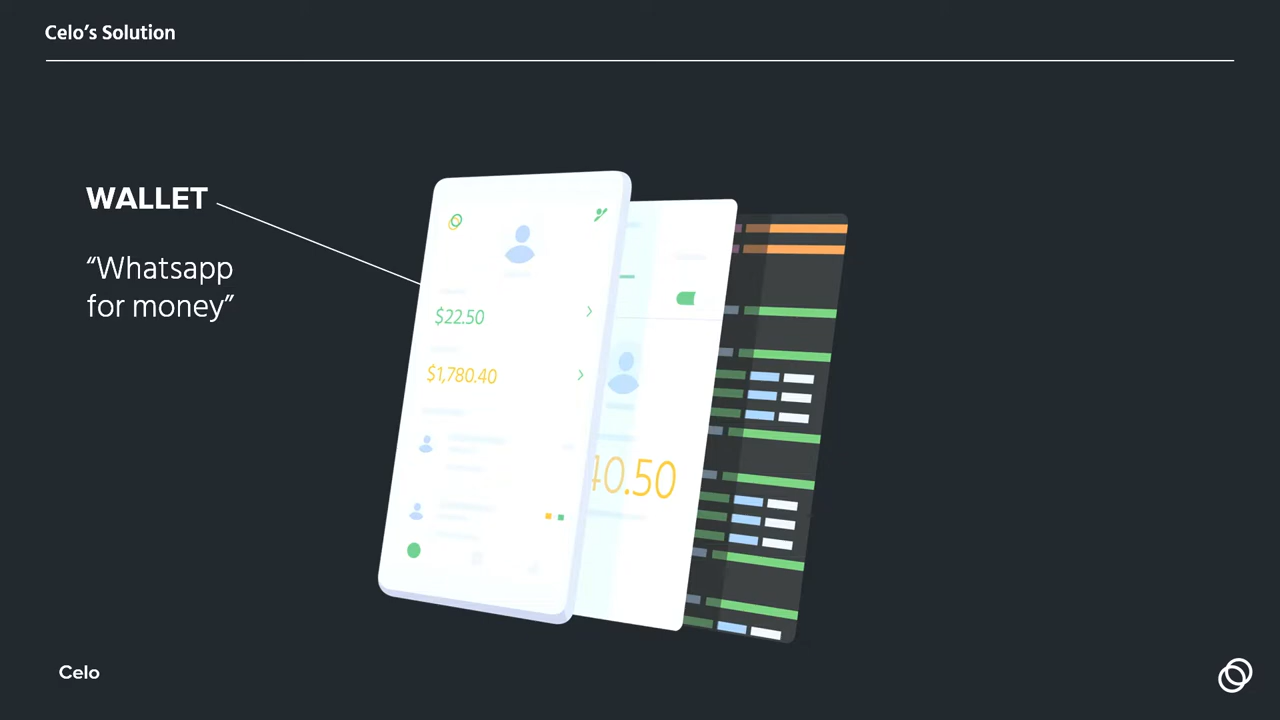 Celo’s Solution
WALLET
“Whatsapp
for money”
$22.50
$1,780.40
40.50
Celo